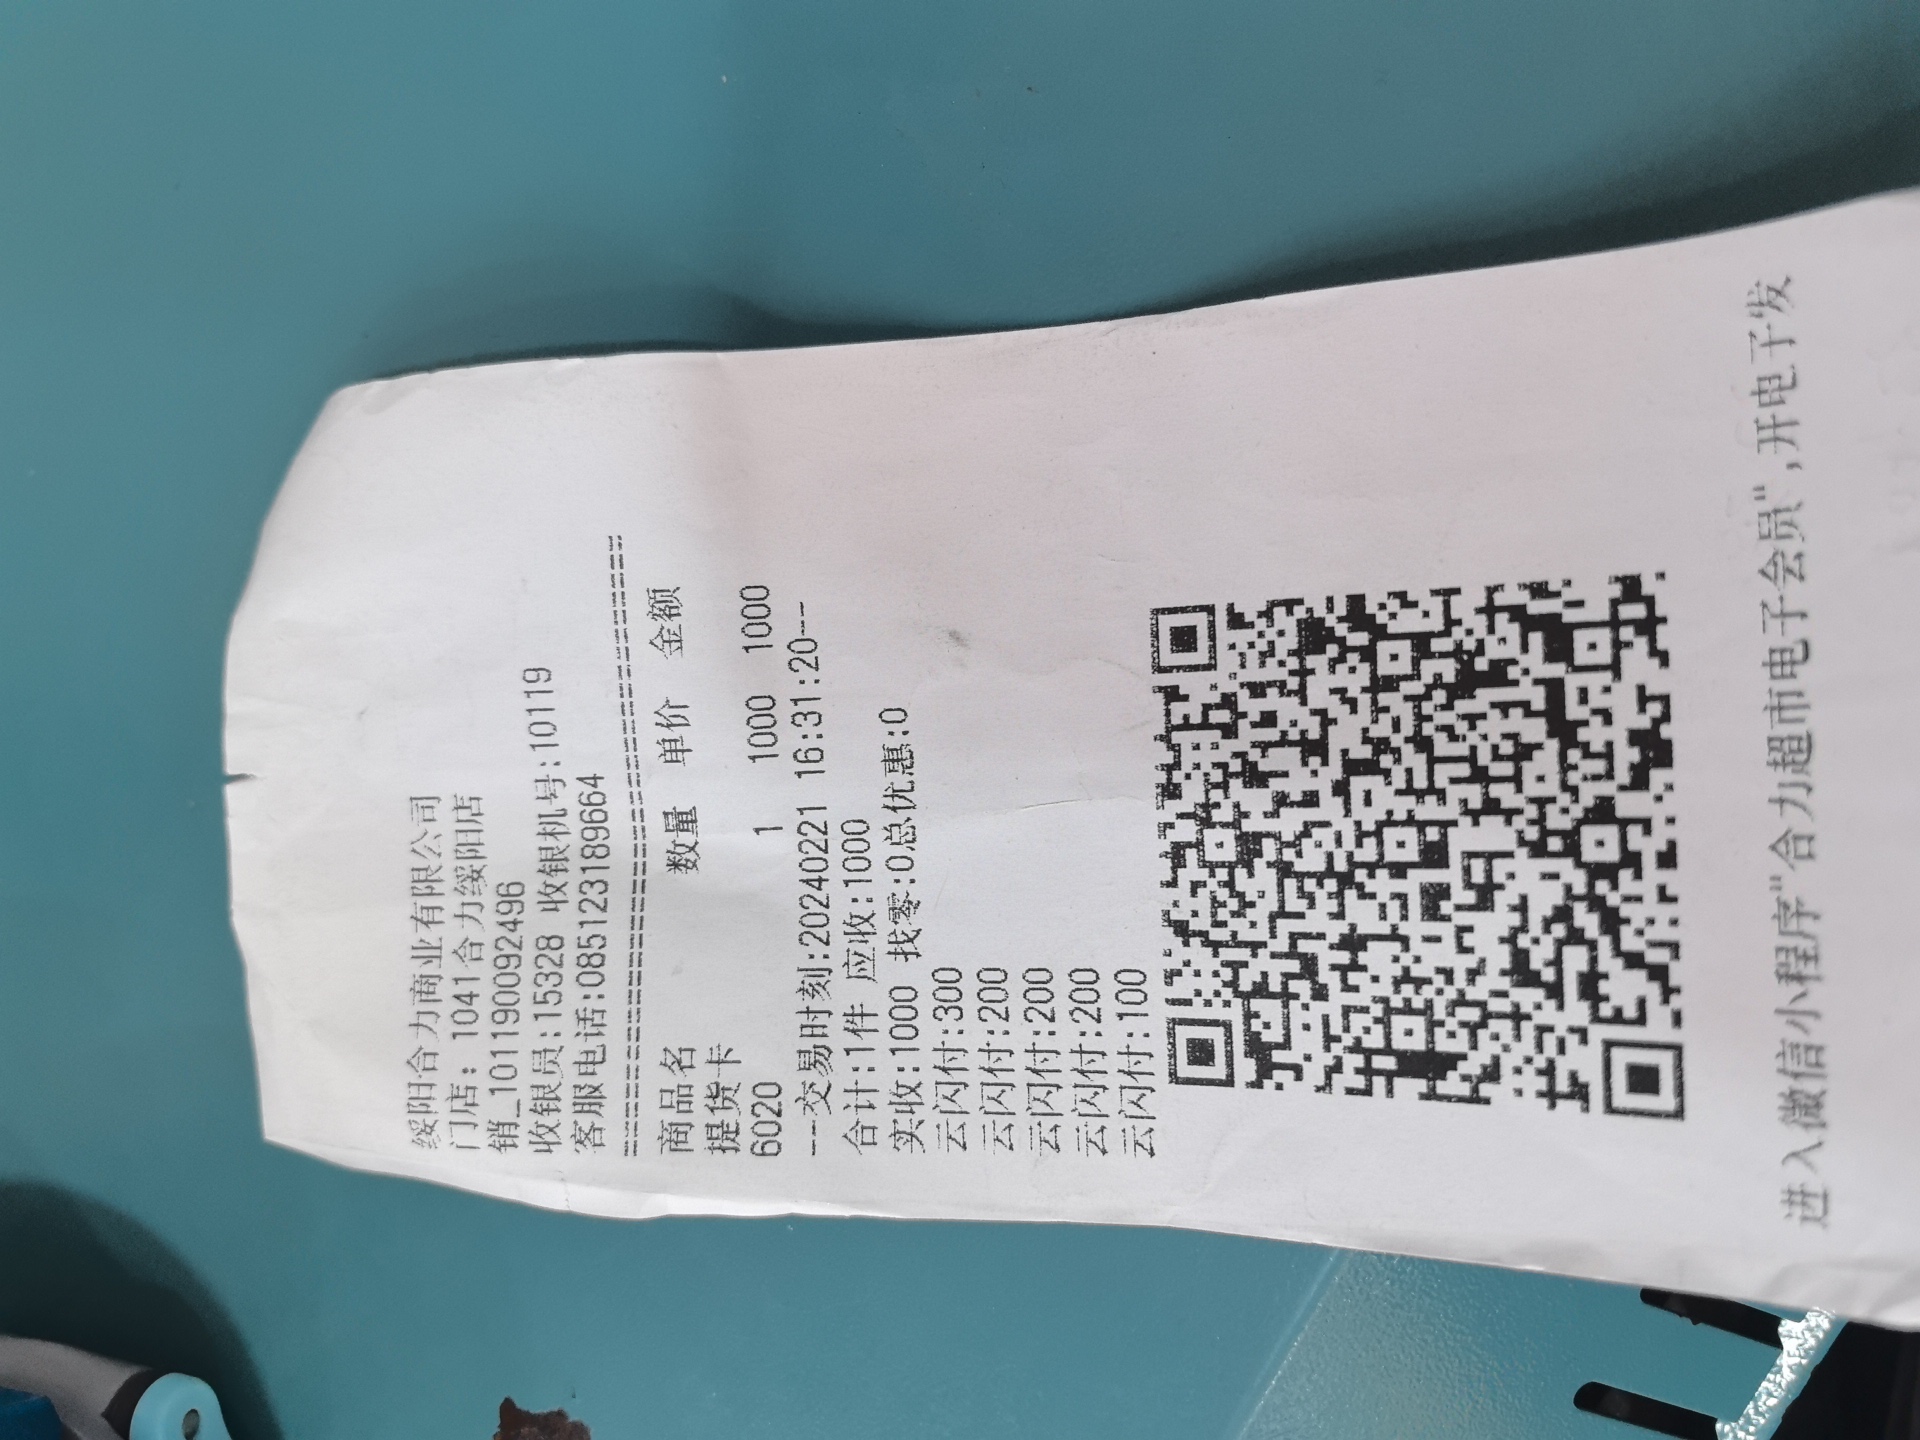 绥阳合力商业有限公司
门店: 1041合力绥阳店
销_101190092496
收银员:15328 收银机号:10119
客服电话:085123189664
========================================
商品名 数量 单价 金额
提货卡
6020 1 1000 1000
---交易时刻:20240221 16:31:20---
合计:1件 应收:1000
实收:1000 找零:0总优惠:0
云闪付:300
云闪付:200
云闪付:200
云闪付:200
云闪付:100
进入微信小程序"合力超市电子会员",开电子发